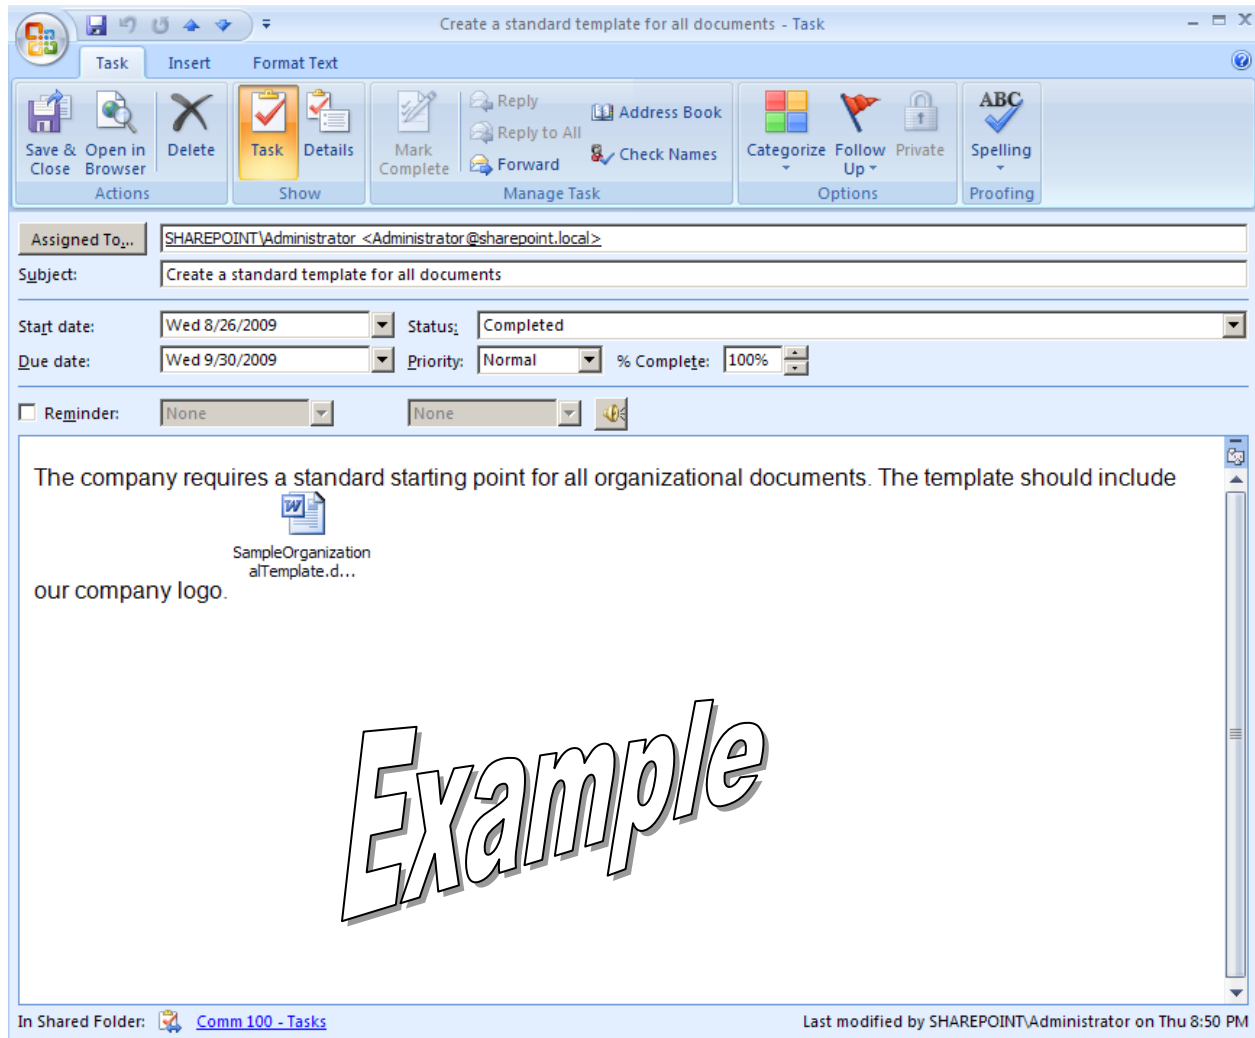 Create a standard template for all documents - Task
Task Insert Format Text
Save & Close Open in Browser Delete Task Details Mark Complete Reply Reply to All Forward Address Book Check Names Categorize Follow Up Private ABC Spelling
Actions Show Manage Task Options Proofing
Assigned To... SHAREPOINT\Administrator <Administrator@sharepoint.local>
Subject: Create a standard template for all documents
Start date: Wed 8/26/2009 Status: Completed
Due date: Wed 9/30/2009 Priority: Normal % Complete: 100%
Reminder: None None
The company requires a standard starting point for all organizational documents. The template should include
W
SampleOrganization
alTemplate.d...
our company logo.
Example
In Shared Folder: Comm 100 - Tasks Last modified by SHAREPOINT\Administrator on Thu 8:50 PM